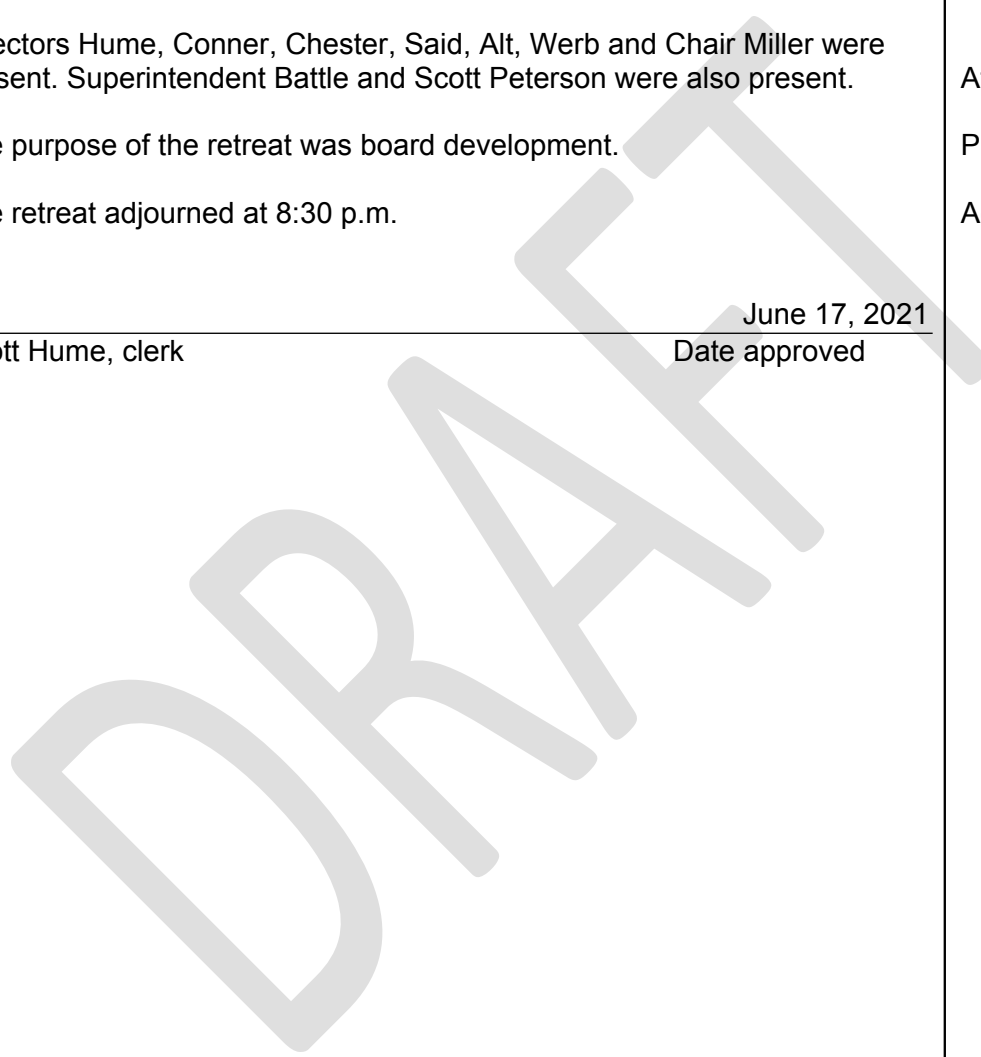 ectors Hume, Conner, Chester, Said, Alt, Werb and Chair Miller were
sent. Superintendent Battle and Scott Peterson were also present.
A
e purpose of the retreat was board development.
P
e retreat adjourned at 8:30 p.m.
A
June 17, 2021
ott Hume, clerk Date approved
DRAFT